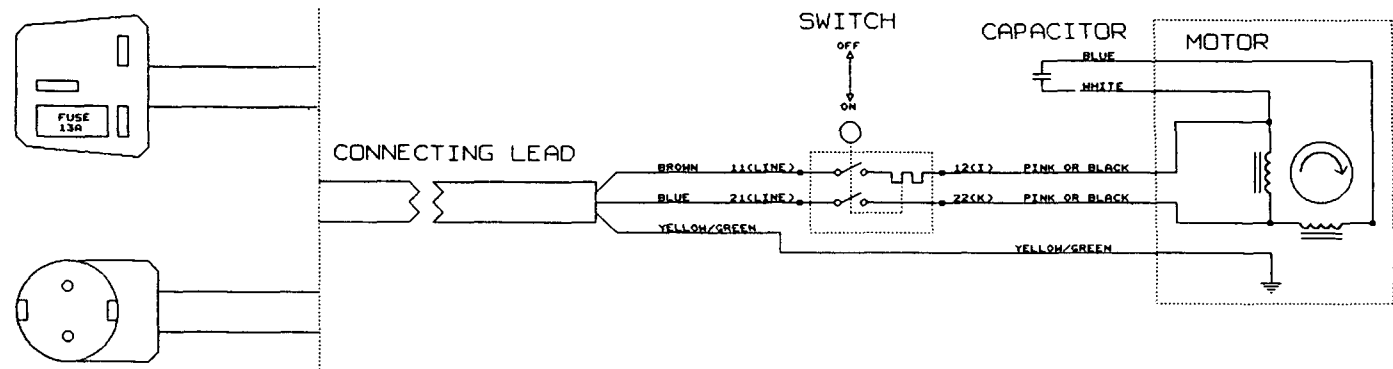 SWITCH
OFF
ON
CAPACITOR
MOTOR
BLUE
WHITE
FUSE
13A
CONNECTING LEAD
BROWN 11(LINE) 12(I) PINK OR BLACK
BLUE 21(LINE) 22(K) PINK OR BLACK
YELLOW/GREEN YELLOW/GREEN